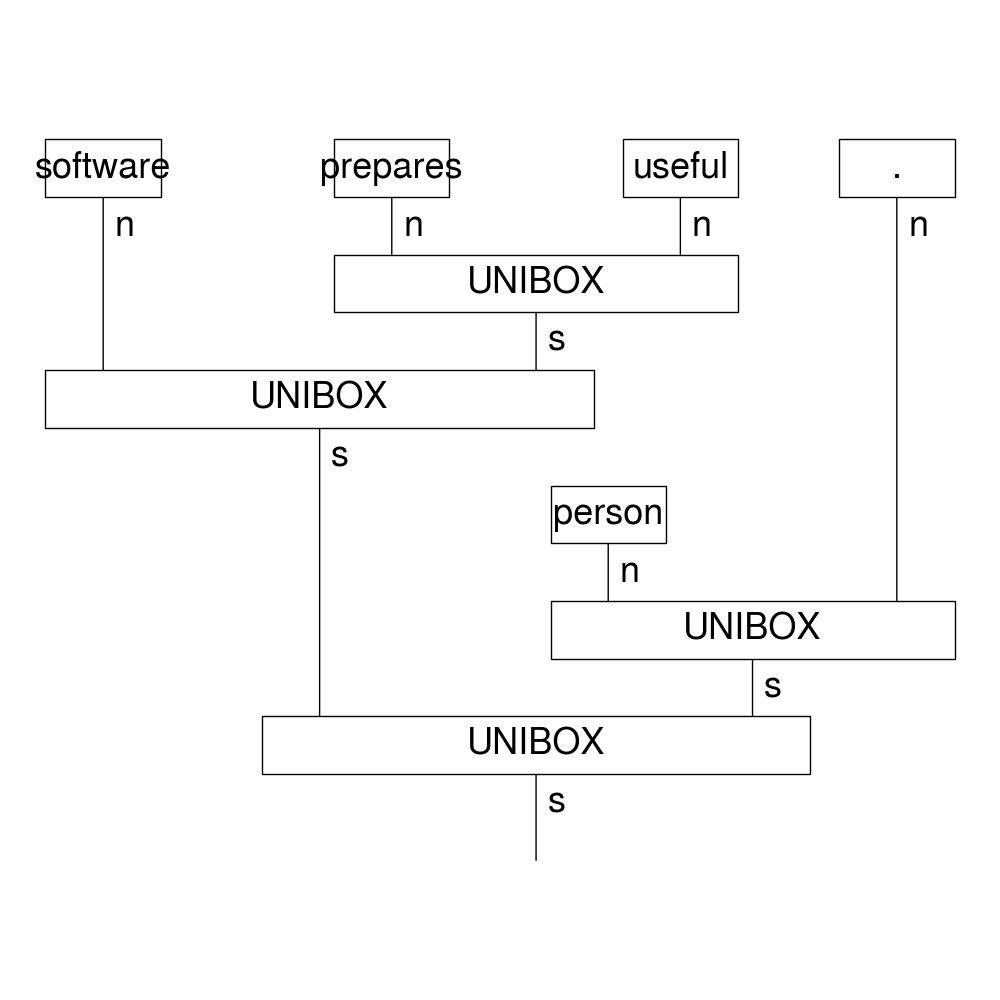 software prepares useful .
n n n n
UNIBOX
s
UNIBOX
s
person
n
UNIBOX
s
UNIBOX
s